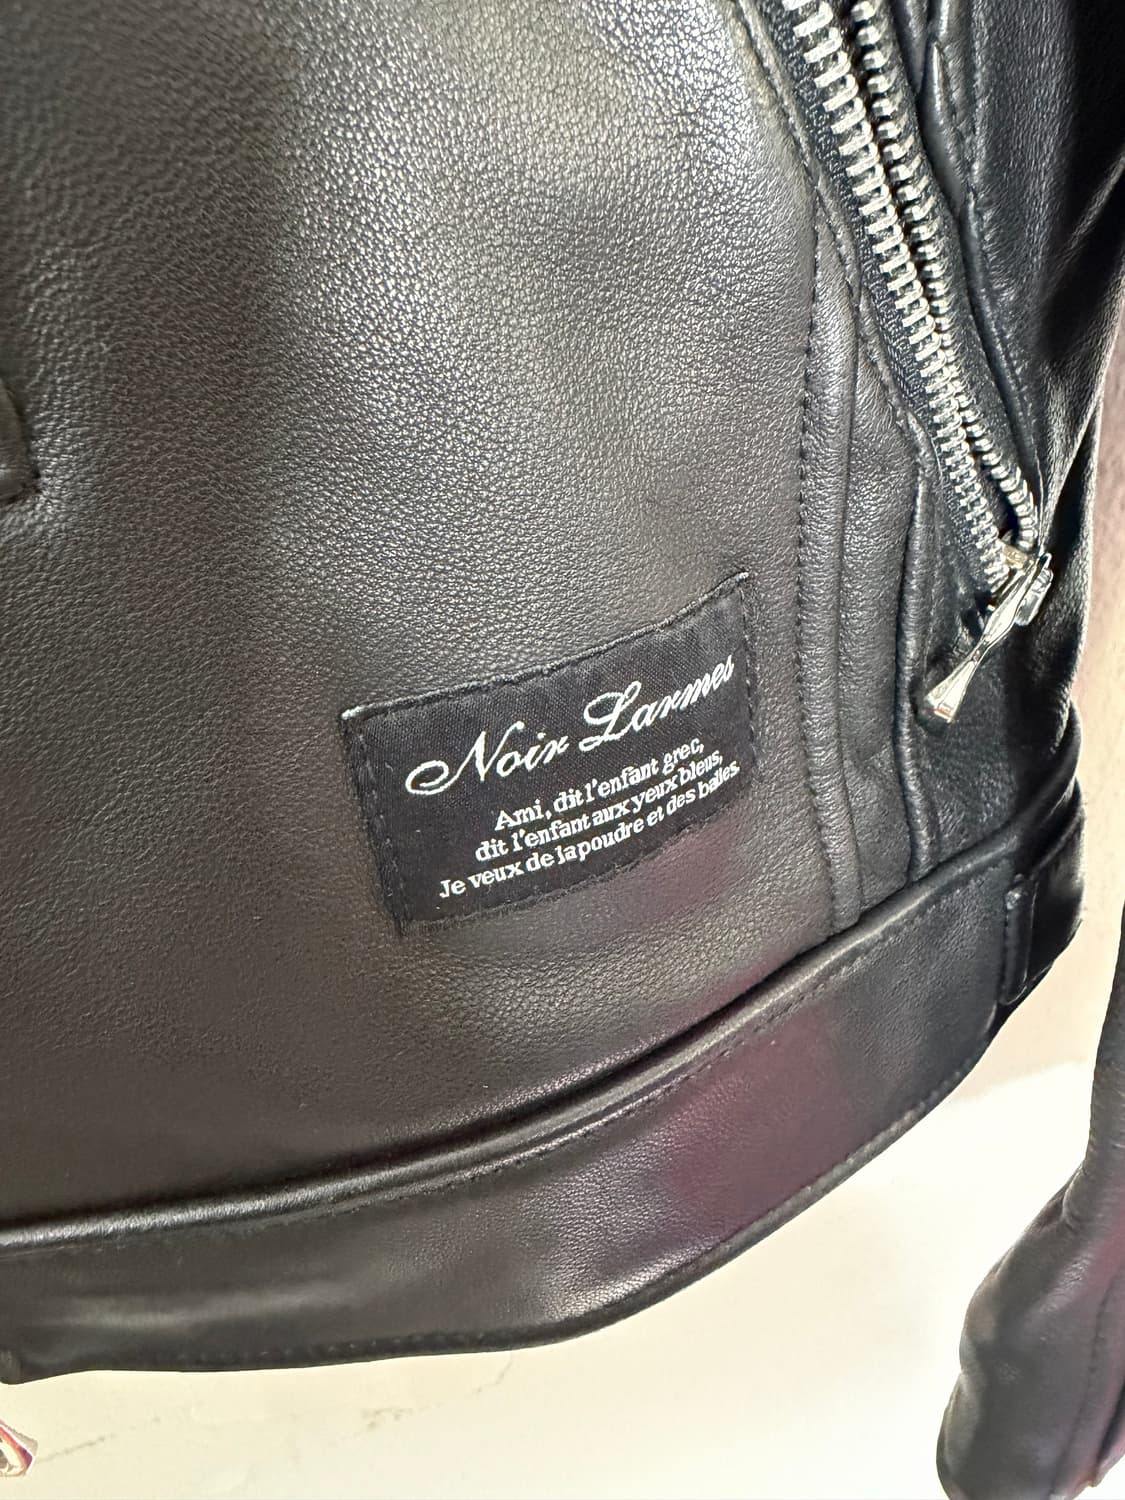 Noir Larmes
Ami, dit l'enfant grec,
dit l'enfant aux yeux bleus,
Je veux de la poudre et des balles